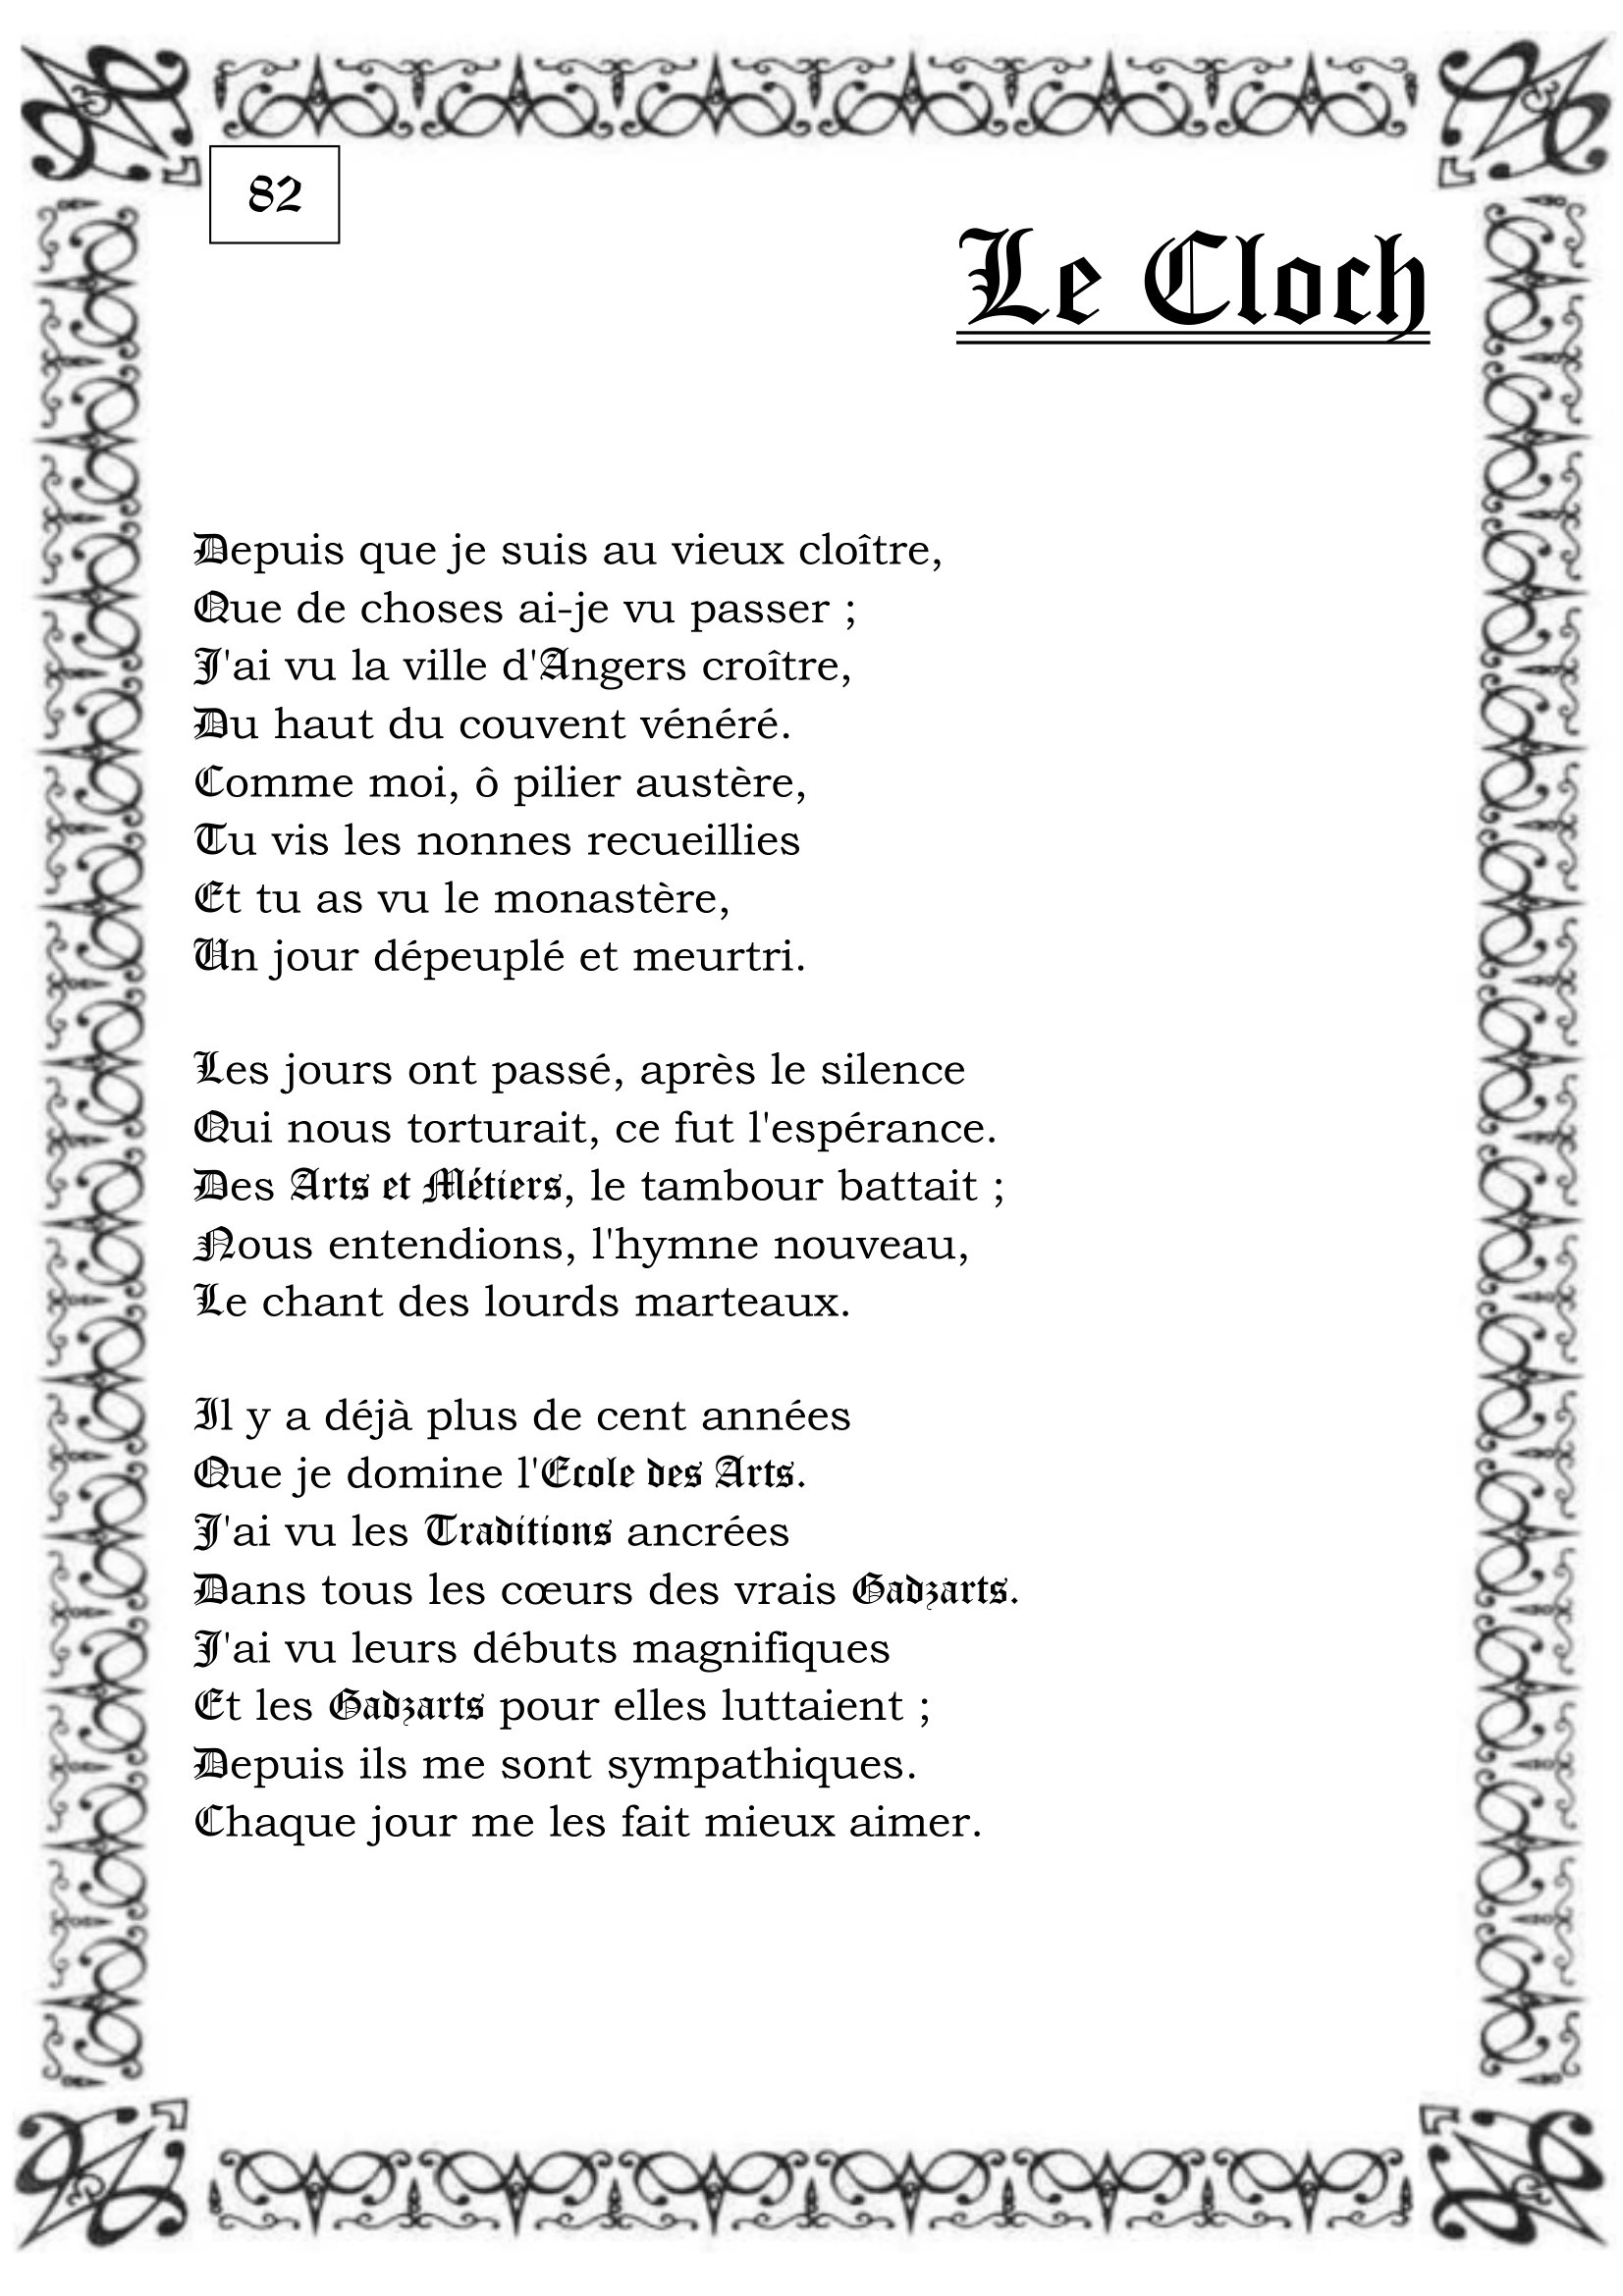 82
Le Cloch
Depuis que je suis au vieux cloître,
Que de choses ai-je vu passer ;
J'ai vu la ville d'Angers croître,
Du haut du couvent vénéré.
Comme moi, ô pilier austère,
Tu vis les nonnes recueillies
Et tu as vu le monastère,
Un jour dépeuplé et meurtri.
Les jours ont passé, après le silence
Qui nous torturait, ce fut l'espérance.
Des Arts et Métiers, le tambour battait ;
Nous entendions, l'hymne nouveau,
Le chant des lourds marteaux.
Il y a déjà plus de cent années
Que je domine l'Ecole des Arts.
J'ai vu les Traditions ancrées
Dans tous les cœurs des vrais Gadzarts.
J'ai vu leurs débuts magnifiques
Et les Gadzarts pour elles luttaient ;
Depuis ils me sont sympathiques.
Chaque jour me les fait mieux aimer.